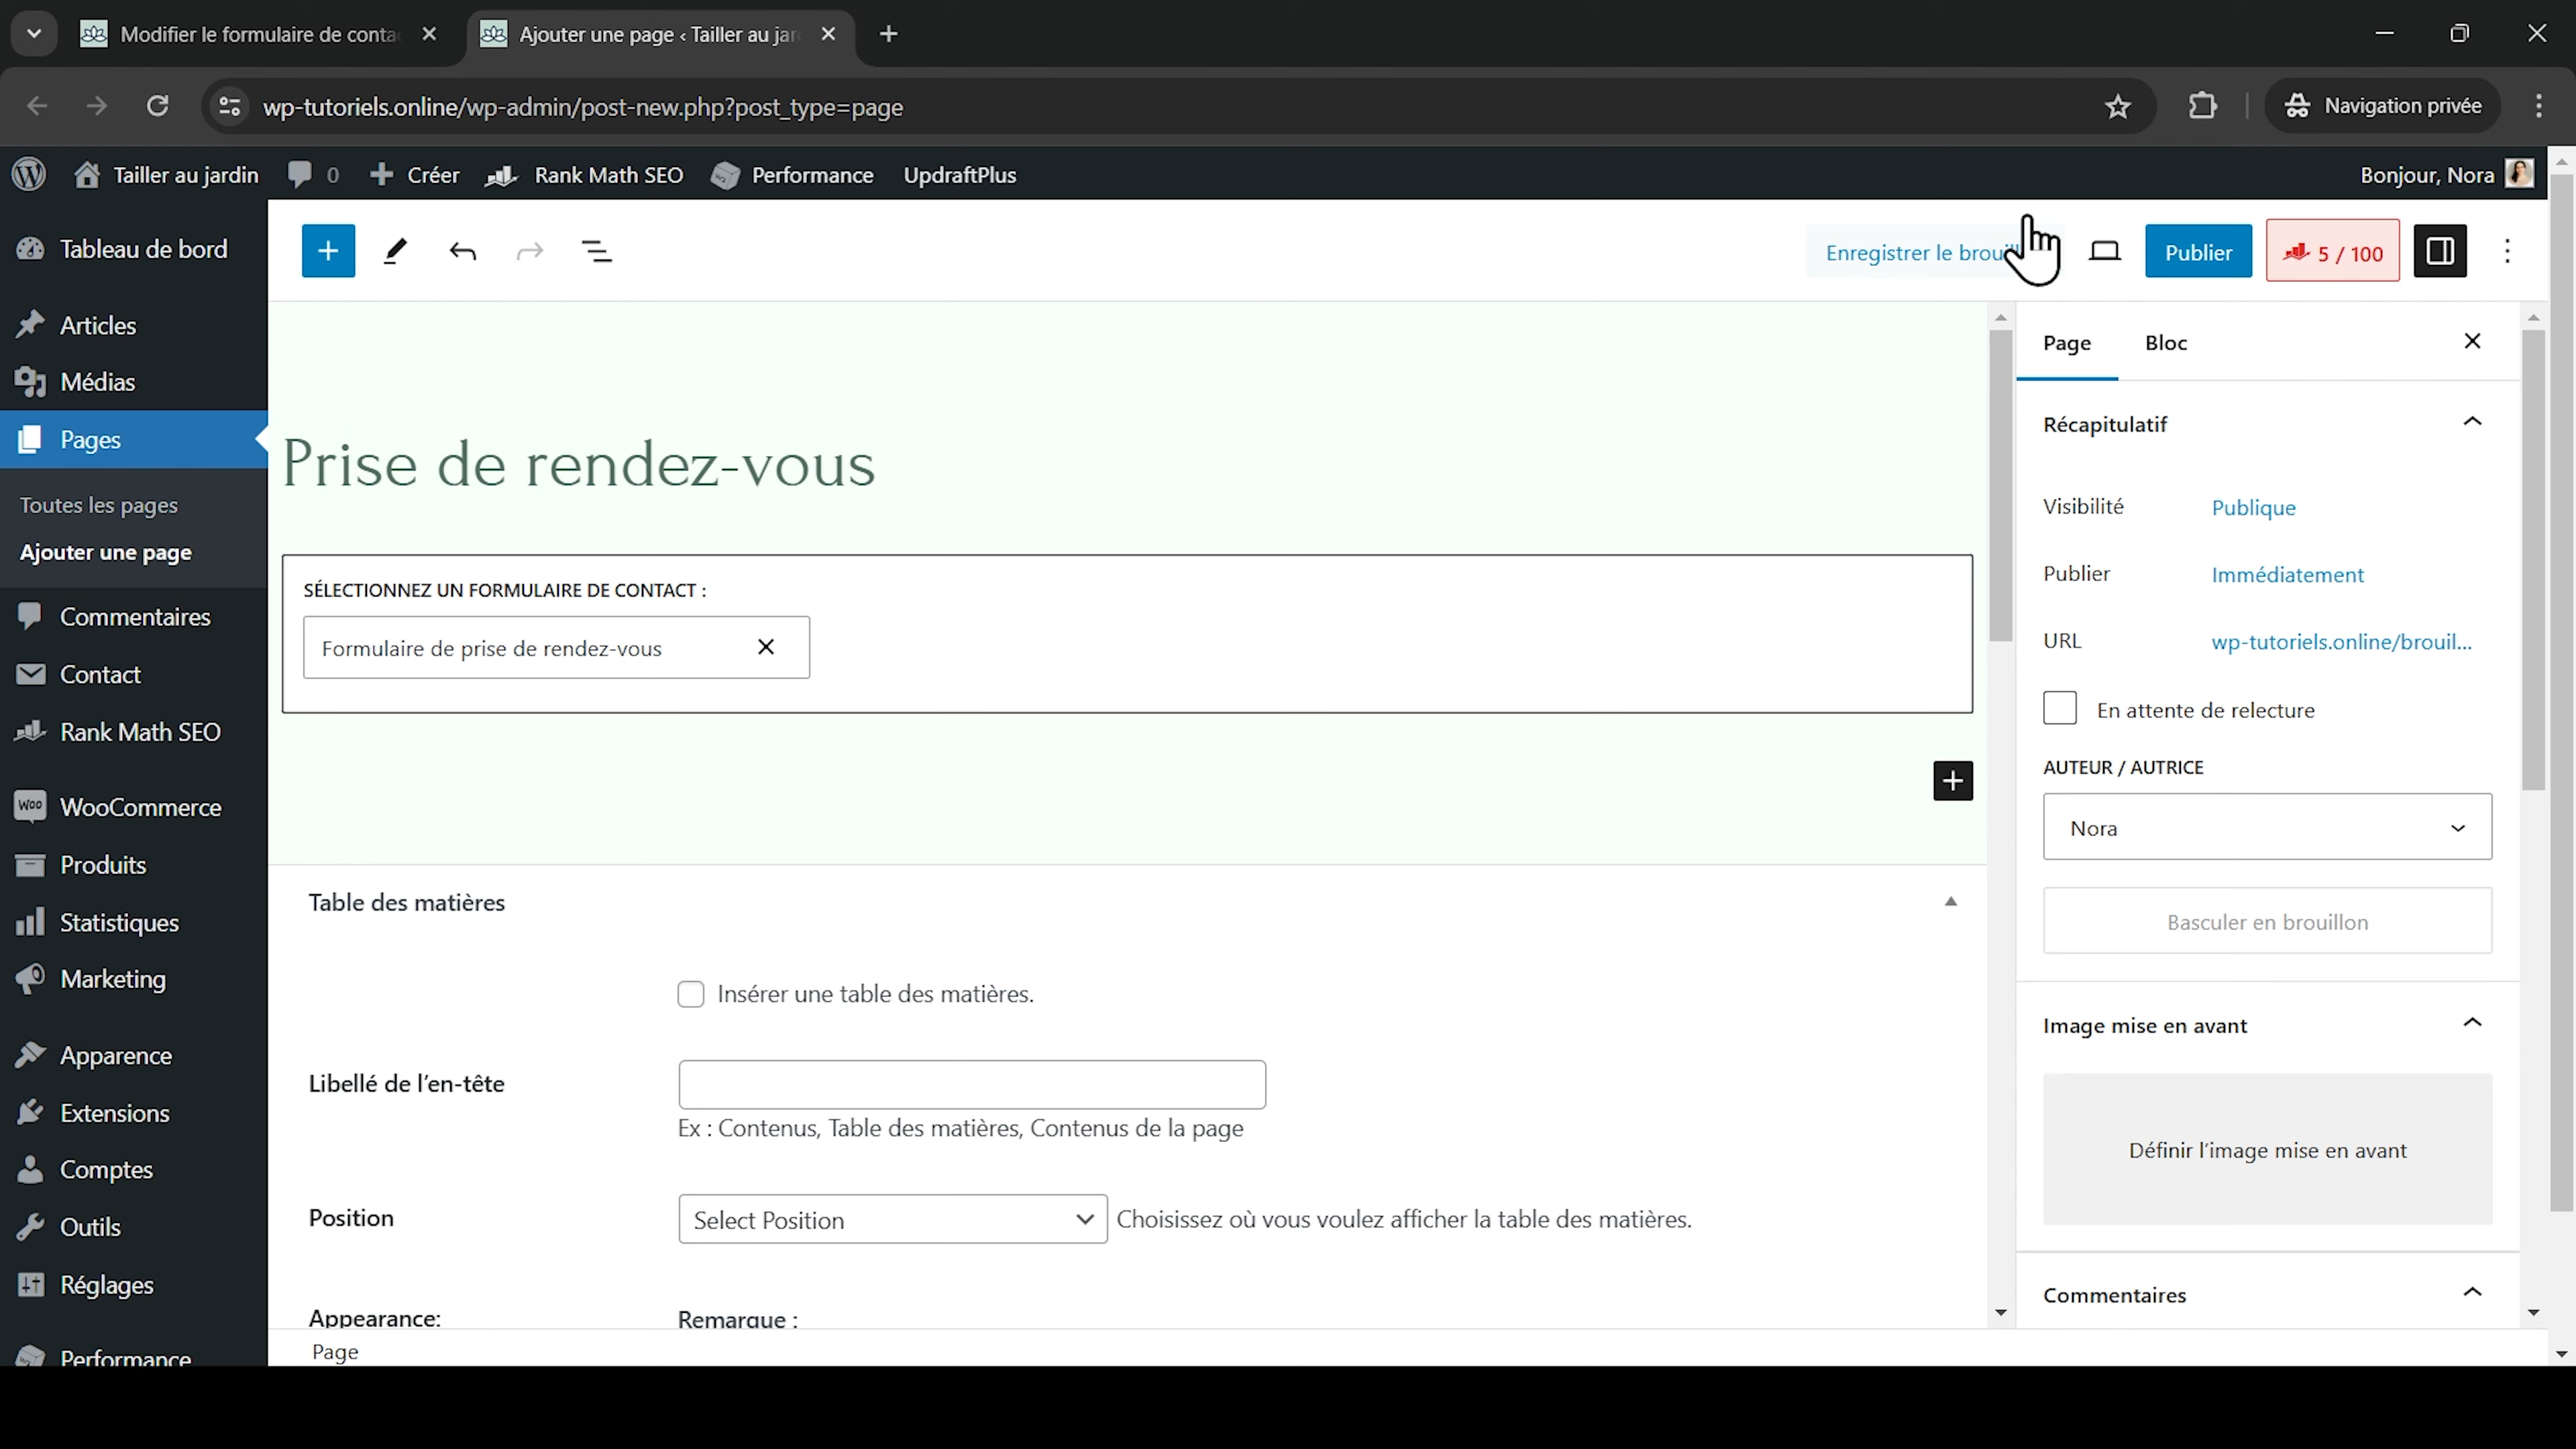 Modifier le formulaire de conta
Ajouter une page ‹ Tailler au jar
wp-tutoriels.online/wp-admin/post-new.php?post_type=page
Navigation privée
Tailler au jardin
0
Créer
Rank Math SEO
Performance
UpdraftPlus
Bonjour, Nora
Tableau de bord
Articles
Médias
Pages
Toutes les pages
Ajouter une page
Commentaires
Contact
Rank Math SEO
Woo WooCommerce
Produits
Statistiques
Marketing
Apparence
Extensions
Comptes
Outils
Réglages
Performance
Enregistrer le brouill
Publier
5 / 100
Prise de rendez-vous
SÉLECTIONNEZ UN FORMULAIRE DE CONTACT :
Formulaire de prise de rendez-vous
Table des matières
Insérer une table des matières.
Libellé de l'en-tête
Ex : Contenus, Table des matières, Contenus de la page
Position
Select Position
Choisissez où vous voulez afficher la table des matières.
Appearance:
Remarque :
Page
Page
Bloc
Récapitulatif
Visibilité
Publique
Publier
Immédiatement
URL
wp-tutoriels.online/brouil...
En attente de relecture
AUTEUR / AUTRICE
Nora
Basculer en brouillon
Image mise en avant
Définir l'image mise en avant
Commentaires